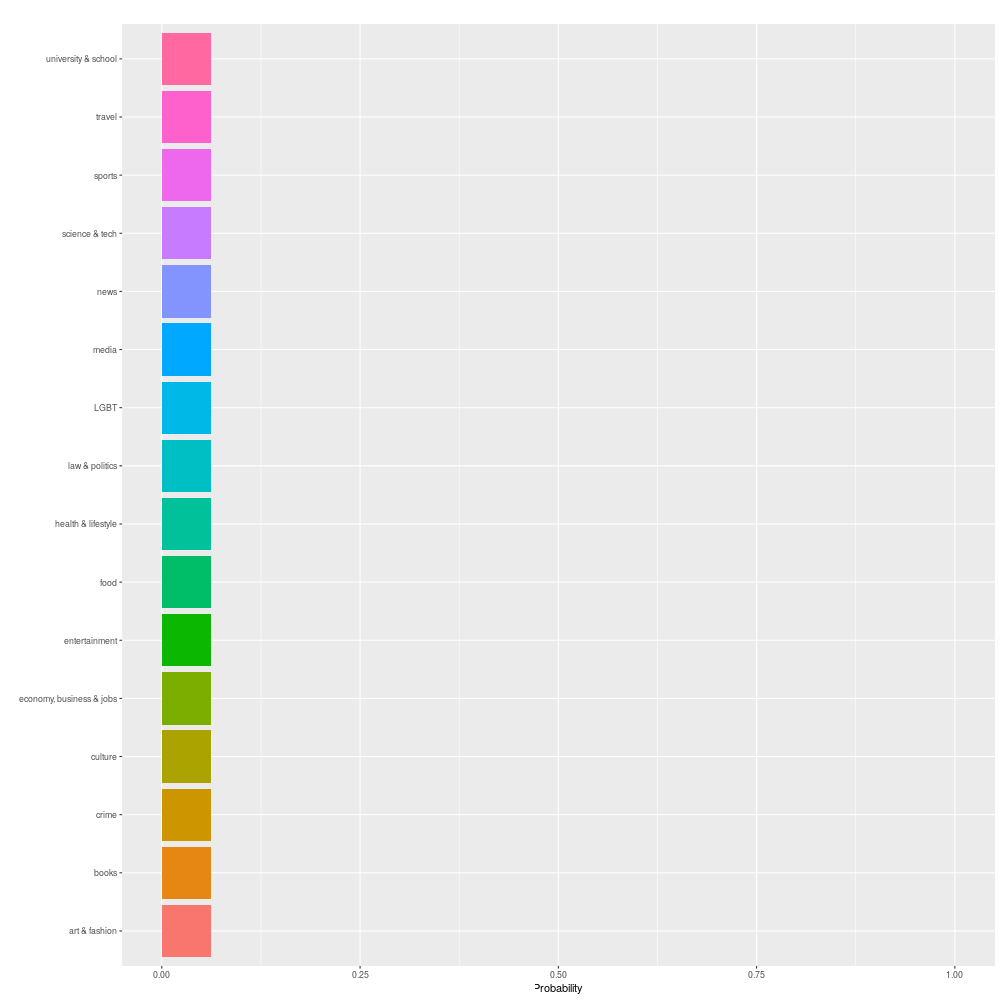 university & school
travel
sports
science & tech
news
media
LGBT
law & politics
health & lifestyle
food
entertainment
economy, business & jobs
culture
crime
books
art & fashion
0.00 0.25 0.50 0.75 1.00
Probability